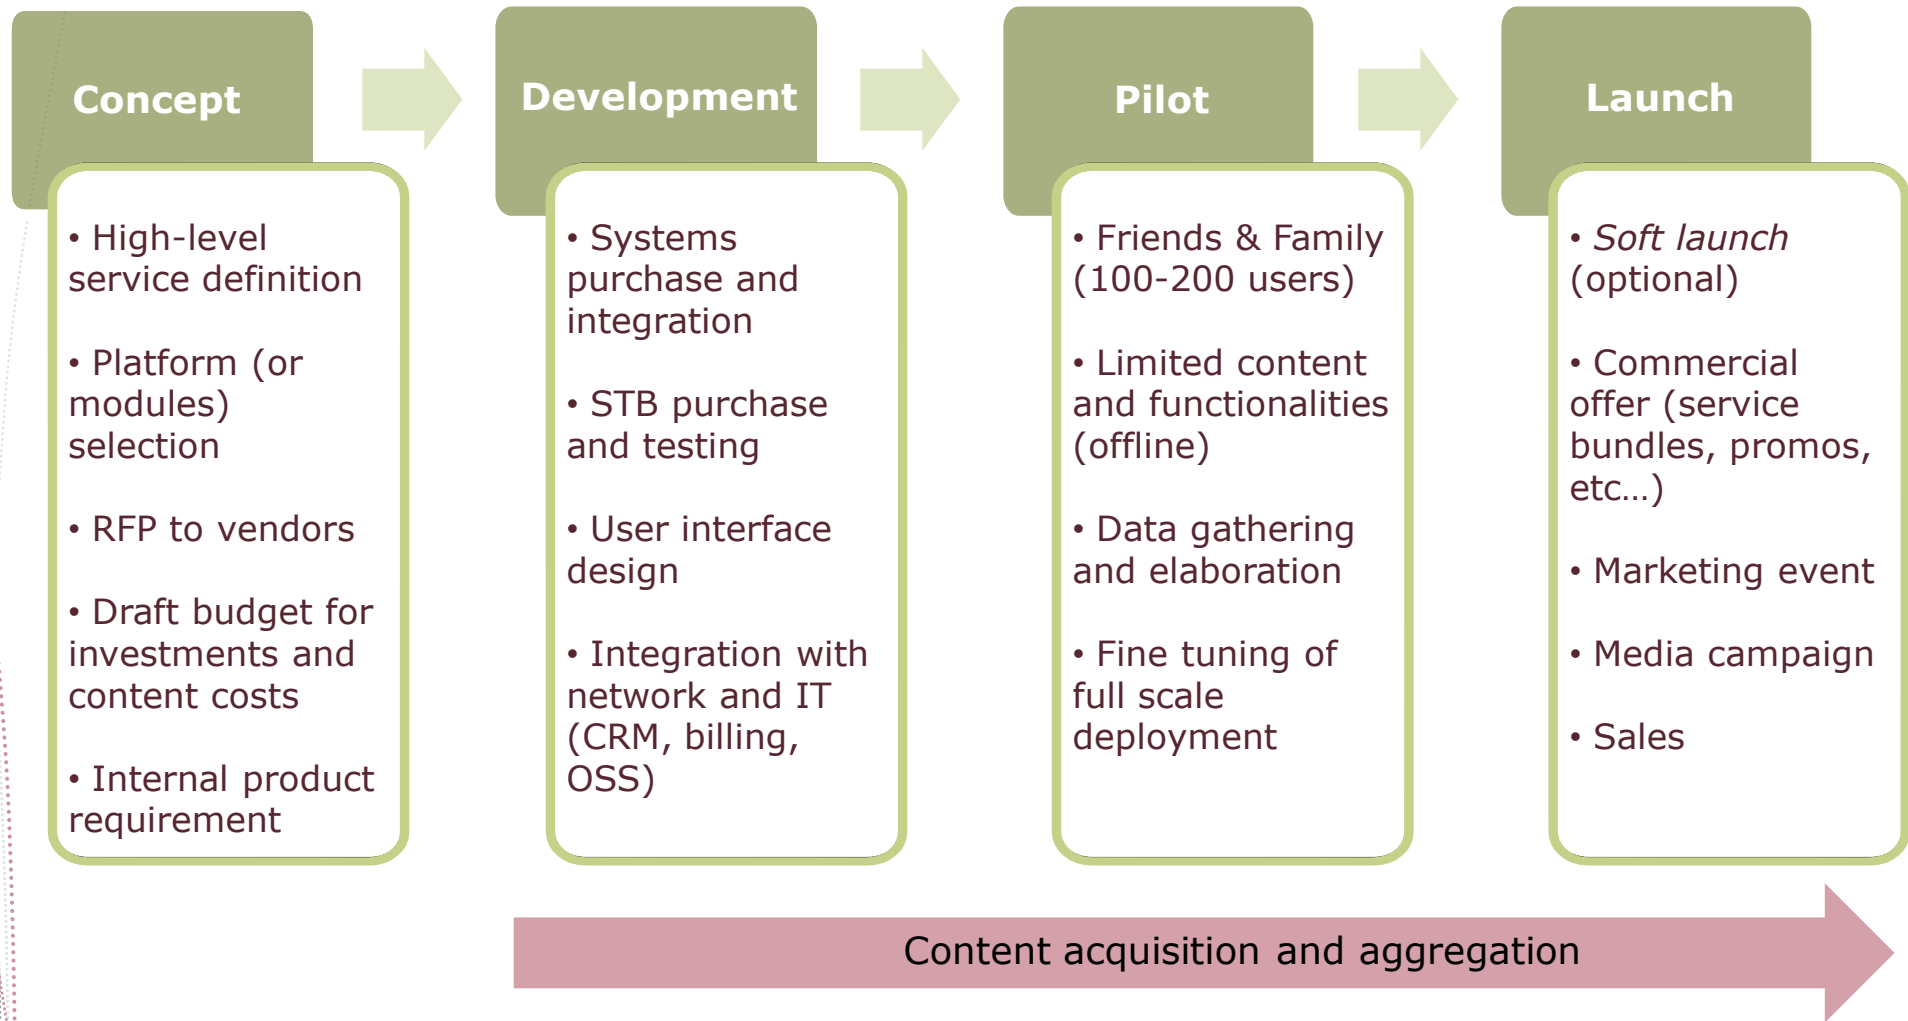 Concept
• High-level
service definition
• Platform (or
modules)
selection
• RFP to vendors
• Draft budget for
investments and
content costs
• Internal product
requirement
Development
• Systems
purchase and
integration
• STB purchase
and testing
• User interface
design
• Integration with
network and IT
(CRM, billing,
OSS)
Pilot
• Friends & Family
(100-200 users)
• Limited content
and functionalities
(offline)
• Data gathering
and elaboration
• Fine tuning of
full scale
deployment
Launch
• Soft launch
(optional)
• Commercial
offer (service
bundles, promos,
etc…)
• Marketing event
• Media campaign
• Sales
Content acquisition and aggregation